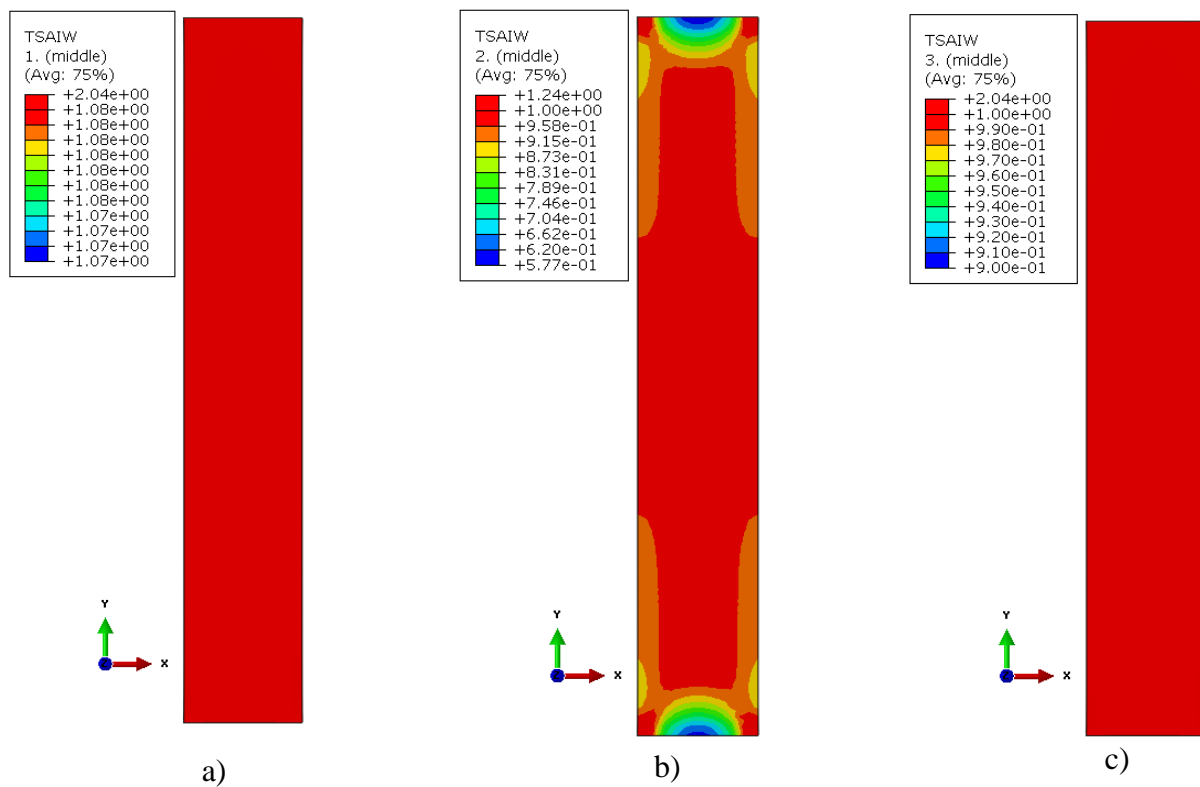 TSAIW
1. (middle)
(Avg: 75%)
+2.04e+00
+1.08e+00
+1.08e+00
+1.08e+00
+1.08e+00
+1.08e+00
+1.08e+00
+1.08e+00
+1.07e+00
+1.07e+00
+1.07e+00
+1.07e+00
Y
Z
X
a)
TSAIW
2. (middle)
(Avg: 75%)
+1.24e+00
+1.00e+00
+9.58e-01
+9.15e-01
+8.73e-01
+8.31e-01
+7.89e-01
+7.46e-01
+7.04e-01
+6.62e-01
+6.20e-01
+5.77e-01
Y
Z
X
b)
TSAIW
3. (middle)
(Avg: 75%)
+2.04e+00
+1.00e+00
+9.90e-01
+9.80e-01
+9.70e-01
+9.60e-01
+9.50e-01
+9.40e-01
+9.30e-01
+9.20e-01
+9.10e-01
+9.00e-01
Y
Z
X
c)